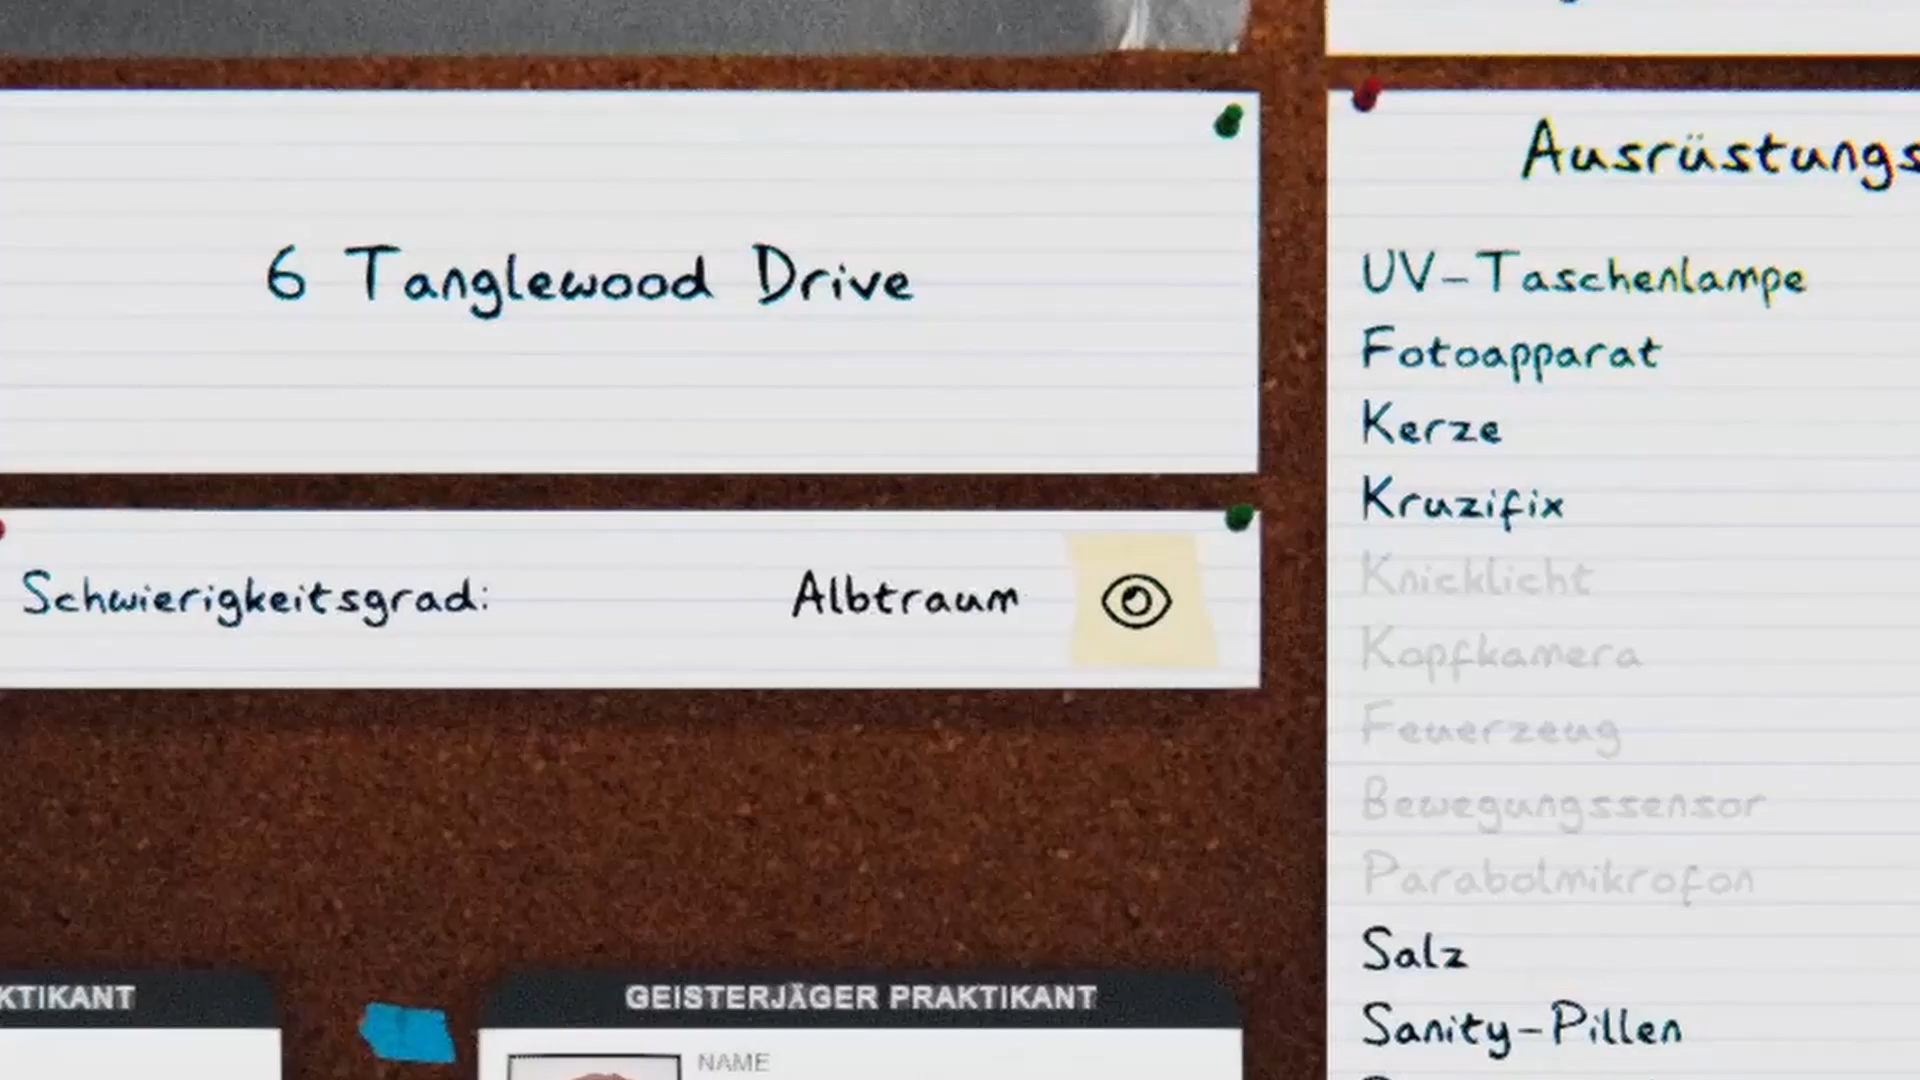 6 Tanglewood Drive
Schwierigkeitsgrad: Albtraum
Ausrüstungs
UV-Taschenlampe
Fotoapparat
Kerze
Kruzifix
Knicklicht
Kopfkamera
Feuerzeug
Bewegungssensor
Parabolmikrofon
Salz
Sanity-Pillen
KTIKANT
GEISTERJÄGER PRAKTIKANT
NAME